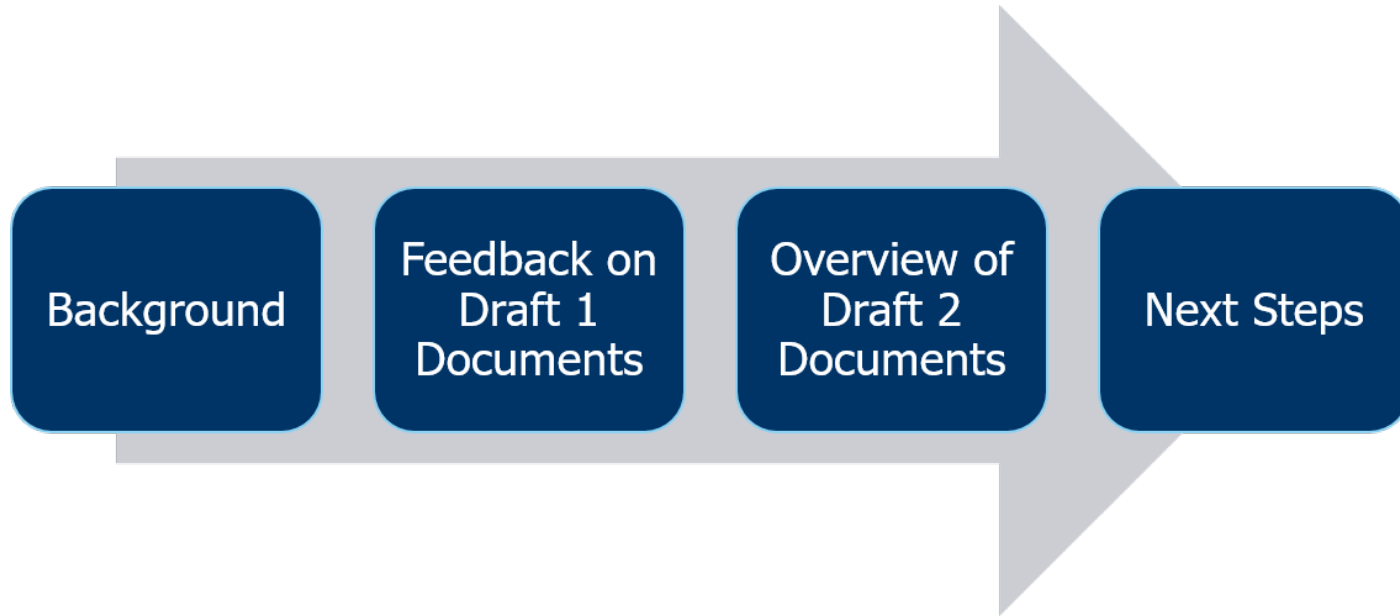 Background
Feedback on
Draft 1
Documents
Overview of
Draft 2
Documents
Next Steps